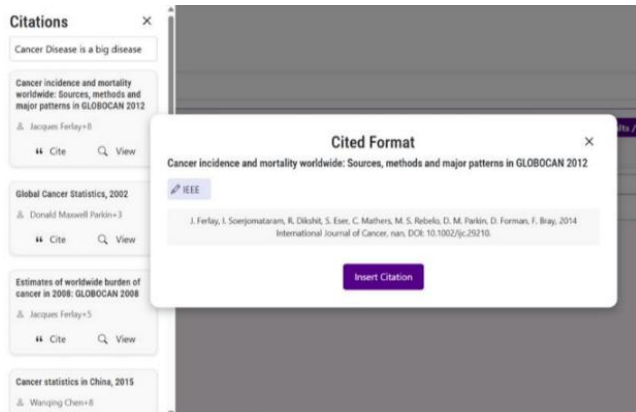 Citations
Cancer Disease is a big disease
Cancer incidence and mortality
worldwide: Sources, methods and
major patterns in GLOBOCAN 2012
Jacques Ferlay+8
Cite View
Global Cancer Statistics, 2002
Donald Maxwell Parkin+3
Cite View
Estimates of worldwide burden of
cancer in 2008: GLOBOCAN 2008
Jacques Ferlay+5
Cite View
Cancer statistics in China, 2015
Wanqing Chen+8
Cited Format
Cancer incidence and mortality worldwide: Sources, methods and major patterns in GLOBOCAN 2012
IEEE
J. Ferlay, I. Soerjomataram, R. Dikshit, S. Eser, C. Mathers, M. S. Rebelo, D. M. Parkin, D. Forman, F. Bray, 2014
International Journal of Cancer, nan, DOI: 10.1002/ijc.29210.
Insert Citation